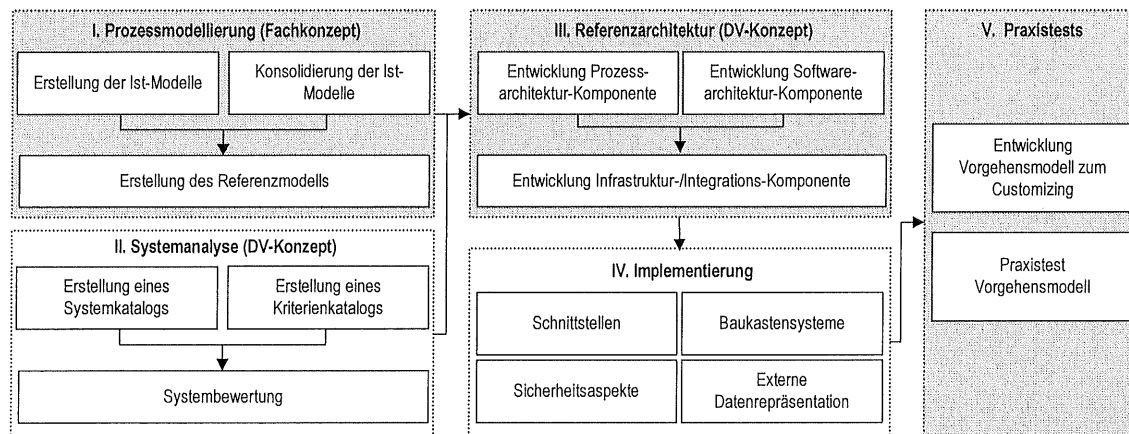 I. Prozessmodellierung (Fachkonzept)
Erstellung der Ist-Modelle
Konsolidierung der Ist-
Modelle
Erstellung des Referenzmodells
II. Systemanalyse (DV-Konzept)
Erstellung eines
Systemkatalogs
Erstellung eines
Kriterienkatalogs
Systembewertung
III. Referenzarchitektur (DV-Konzept)
Entwicklung Prozess-
architektur-Komponente
Entwicklung Software-
architektur-Komponente
Entwicklung Infrastruktur-/Integrations-Komponente
IV. Implementierung
Schnittstellen
Baukastensysteme
Sicherheitsaspekte
Externe
Datenrepräsentation
V. Praxistests
Entwicklung
Vorgehensmodell zum
Customizing
Praxistest
Vorgehensmodell